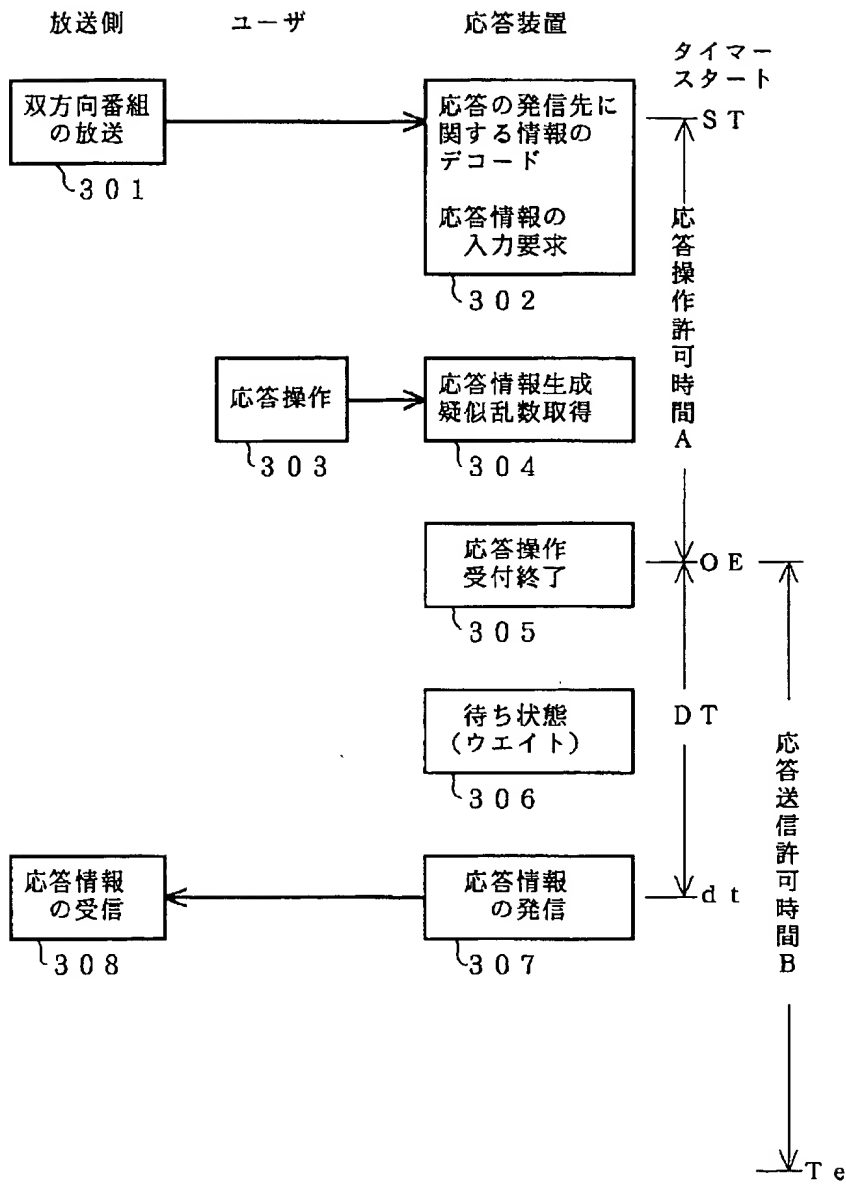 放送側
ユーザ
応答装置
タイマー
スタート
双方向番組
の放送
301
応答の発信先に
関する情報の
デコード
応答情報の
入力要求
302
ST
応答操作許可時間A
応答操作
303
応答情報生成
疑似乱数取得
304
応答操作
受付終了
305
OE
待ち状態
(ウエイト)
306
DT
応答送信許可時間B
応答情報
の受信
308
応答情報
の発信
307
dt
Te